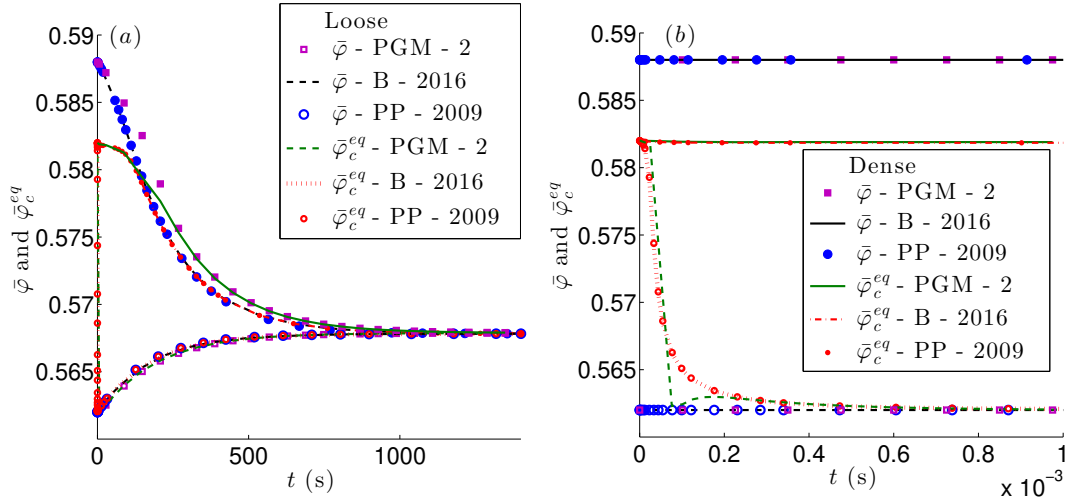 (a)
Loose
φ̄ - PGM - 2
φ̄ - B - 2016
φ̄ - PP - 2009
φ̄_c^{eq} - PGM - 2
φ̄_c^{eq} - B - 2016
φ̄_c^{eq} - PP - 2009
φ̄ and φ̄_c^{eq}
0.59
0.585
0.58
0.575
0.57
0.565
0 500 1000
t (s)
(b)
Dense
φ̄ - PGM - 2
φ̄ - B - 2016
φ̄ - PP - 2009
φ̄_c^{eq} - PGM - 2
φ̄_c^{eq} - B - 2016
φ̄_c^{eq} - PP - 2009
φ̄ and φ̄_c^{eq}
0.59
0.585
0.58
0.575
0.57
0.565
0 0.2 0.4 0.6 0.8 1
t (s)
x 10^{-3}